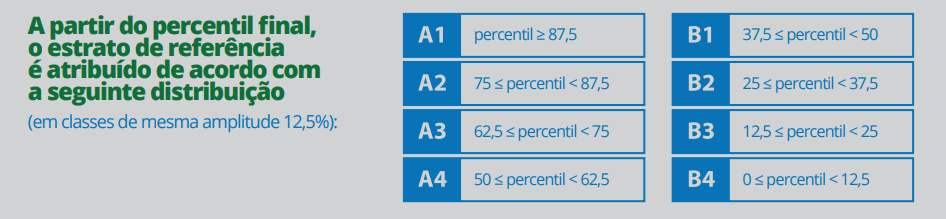 A partir do percentil final,
o estrato de referência
é atribuído de acordo com
a seguinte distribuição
(em classes de mesma amplitude 12,5%):
A1 percentil ≥ 87,5
A2 75 ≤ percentil < 87,5
A3 62,5 ≤ percentil < 75
A4 50 ≤ percentil < 62,5
B1 37,5 ≤ percentil < 50
B2 25 ≤ percentil < 37,5
B3 12,5 ≤ percentil < 25
B4 0 ≤ percentil < 12,5